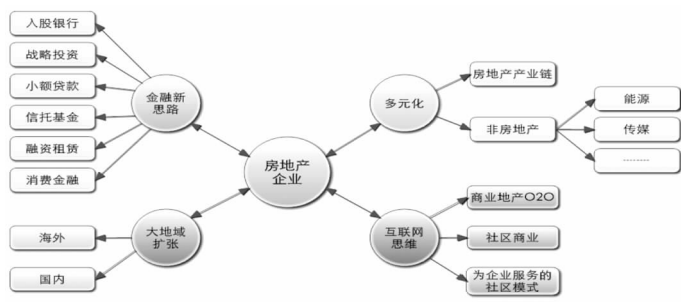 入股银行
战略投资
小额贷款
信托基金
融资租赁
消费金融
金融新
思路
房地产
企业
大地域
扩张
海外
国内
多元化
房地产产业链
非房地产
能源
传媒
--------
互联网
思维
商业地产O2O
社区商业
为企业服务的
社区模式